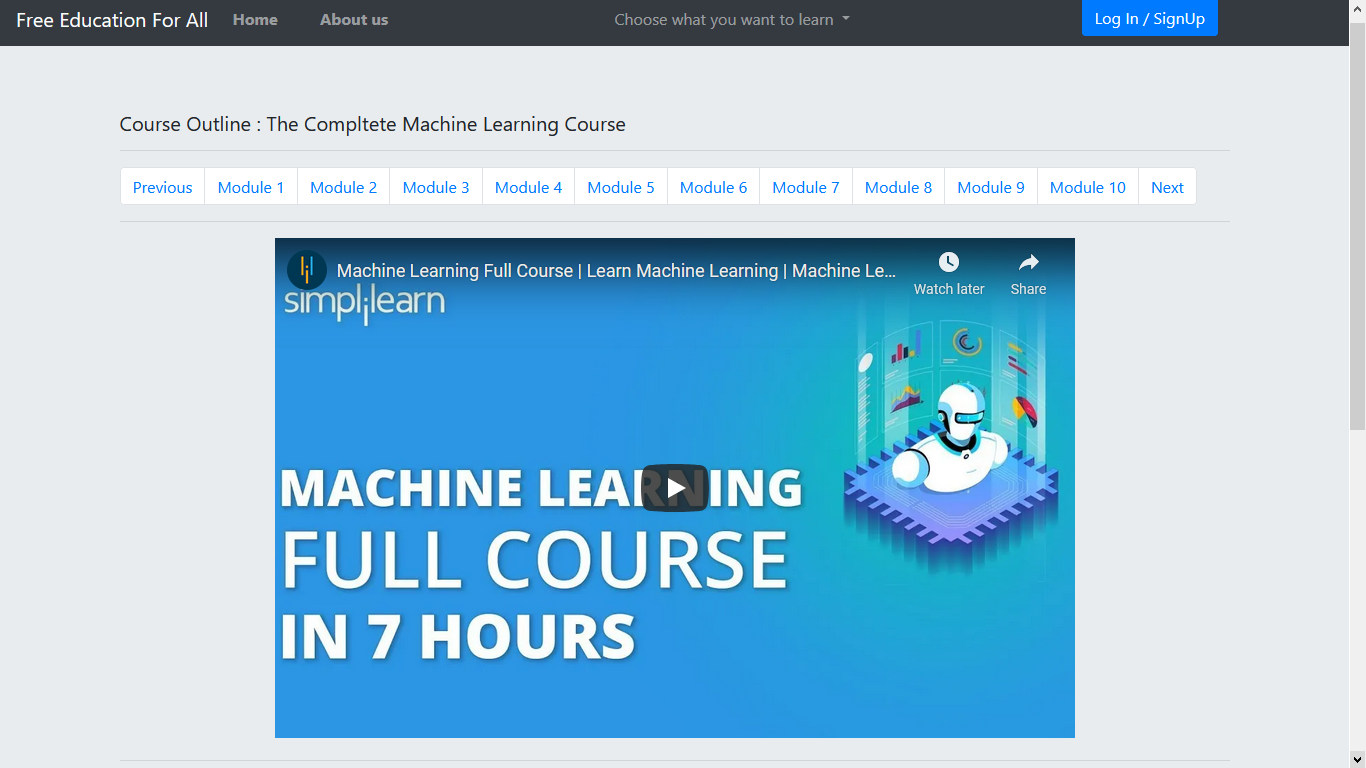 Free Education For All Home About us Choose what you want to learn Log In / SignUp
Course Outline : The Compltete Machine Learning Course
Previous Module 1 Module 2 Module 3 Module 4 Module 5 Module 6 Module 7 Module 8 Module 9 Module 10 Next
Machine Learning Full Course | Learn Machine Learning | Machine Le...
Watch later Share
simplilearn
MACHINE LEARNING
FULL COURSE
IN 7 HOURS